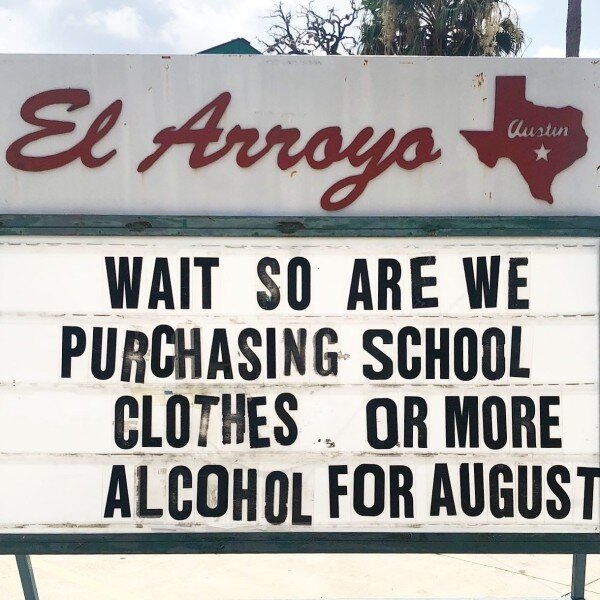 El Arroyo
Austin
WAIT SO ARE WE
PURCHASING SCHOOL
CLOTHES OR MORE
ALCOHOL FOR AUGUST